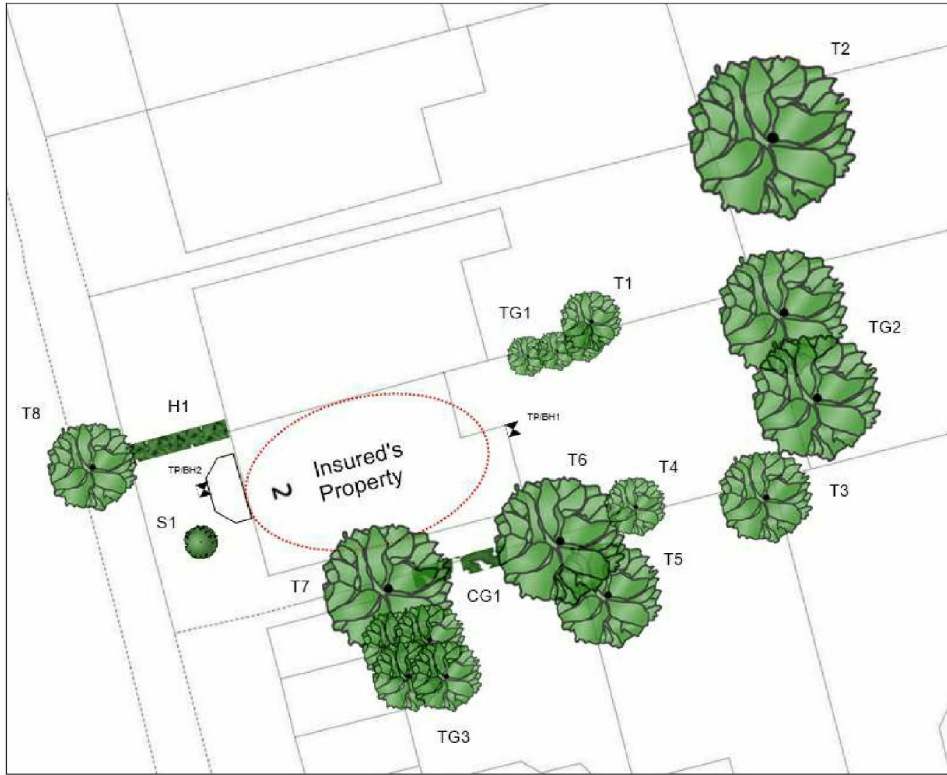 T2
T1
TG1
TG2
T8
H1
TP/BH1
Insured's
Property
2
TP/BH2
T6
T4
T3
S1
T5
T7
CG1
TG3